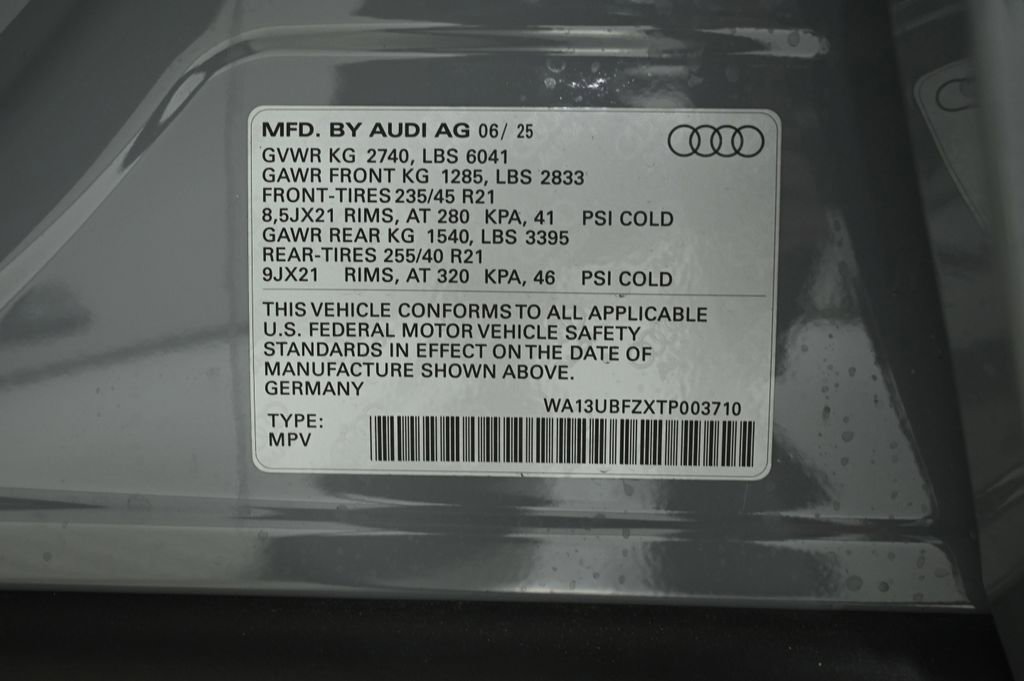 MFD. BY AUDI AG 06/ 25
GVWR KG 2740, LBS 6041
GAWR FRONT KG 1285, LBS 2833
FRONT-TIRES 235/45 R21
8,5JX21 RIMS, AT 280 KPA, 41 PSI COLD
GAWR REAR KG 1540, LBS 3395
REAR-TIRES 255/40 R21
9JX21 RIMS, AT 320 KPA, 46 PSI COLD
THIS VEHICLE CONFORMS TO ALL APPLICABLE
U.S. FEDERAL MOTOR VEHICLE SAFETY
STANDARDS IN EFFECT ON THE DATE OF
MANUFACTURE SHOWN ABOVE.
GERMANY
WA13UBFZXTP003710
TYPE:
MPV